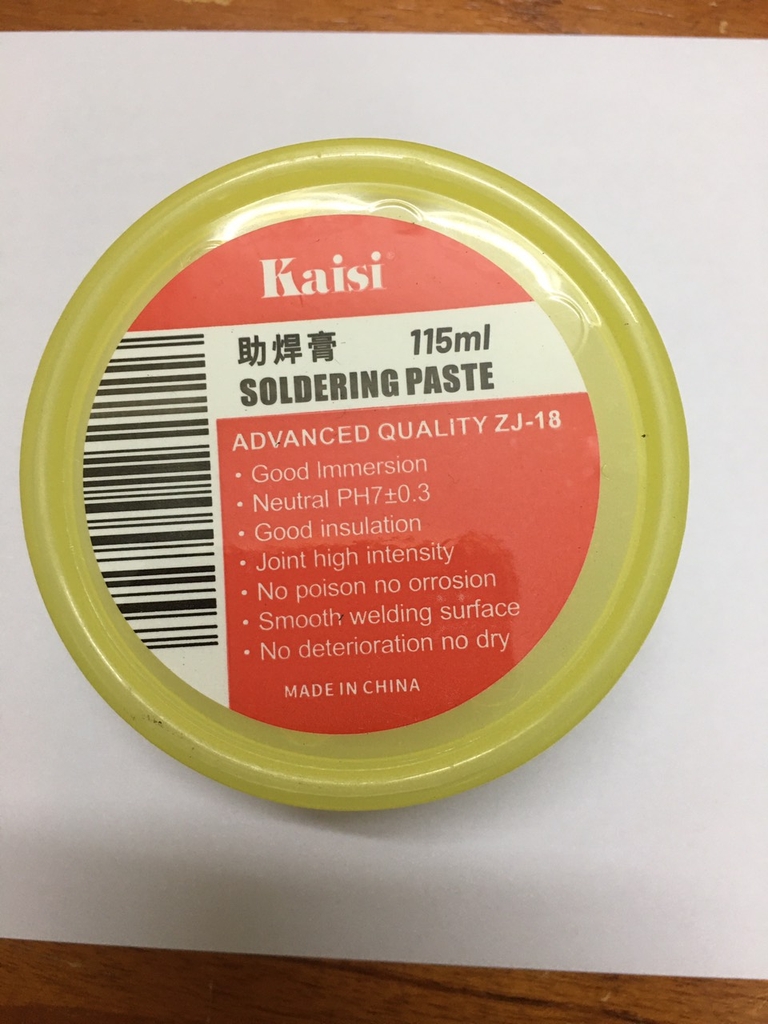 Kaisi®
助焊膏 115ml
SOLDERING PASTE
ADVANCED QUALITY ZJ-18
• Good Immersion
• Neutral PH7±0.3
• Good insulation
• Joint high intensity
• No poison no orrosion
• Smooth welding surface
• No deterioration no dry
MADE IN CHINA